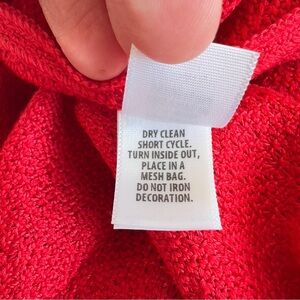 DRY CLEAN
SHORT CYCLE.
TURN INSIDE OUT,
PLACE IN A
MESH BAG.
DO NOT IRON
DECORATION.